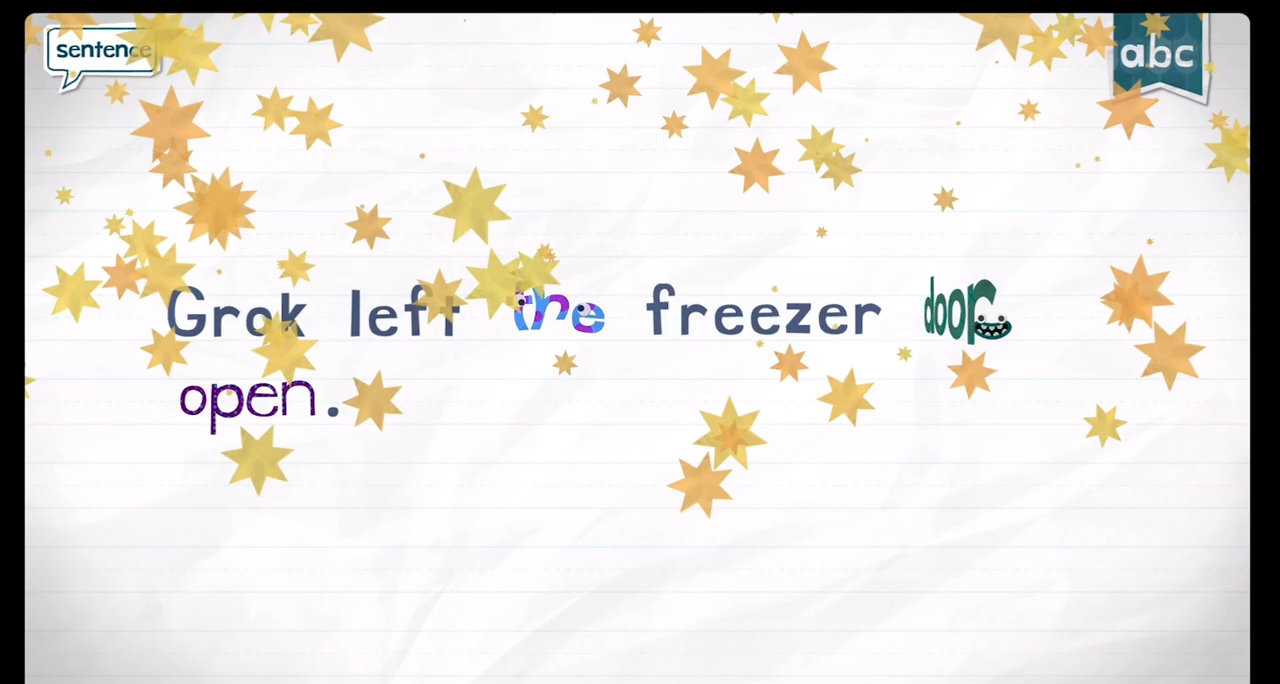 sentence
abc
Grok left the freezer door
open.